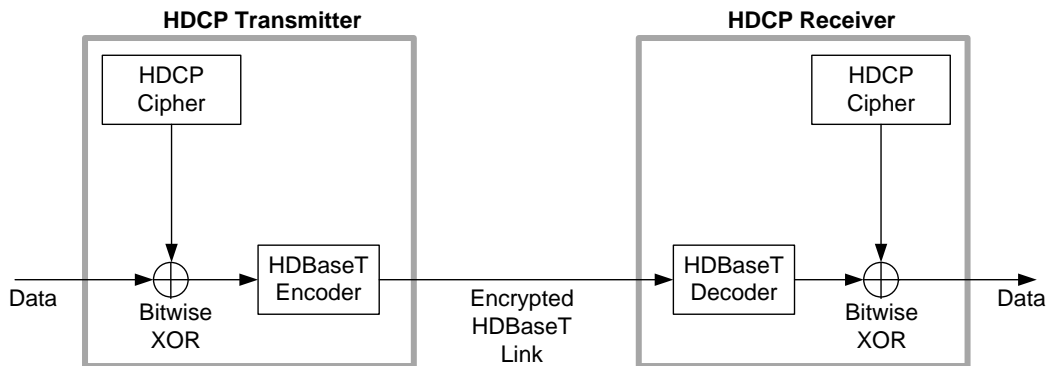 HDCP Transmitter
HDCP Receiver
HDCP
Cipher
HDCP
Cipher
Data
Bitwise
XOR
HDBaseT
Encoder
Encrypted
HDBaseT
Link
HDBaseT
Decoder
Bitwise
XOR
Data